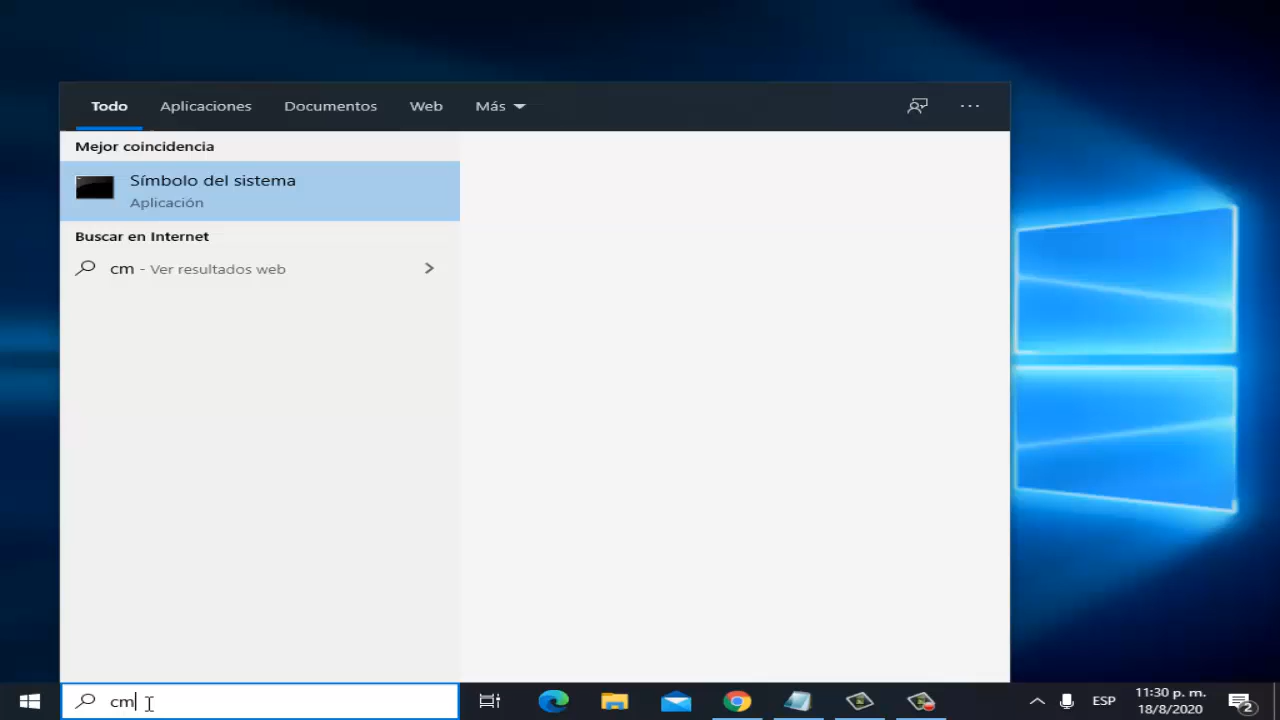 Todo Aplicaciones Documentos Web Más ...
Mejor coincidencia
Símbolo del sistema
Aplicación
Buscar en Internet
cm - Ver resultados web
cm
ESP
11:30 p. m.
18/8/2020
2